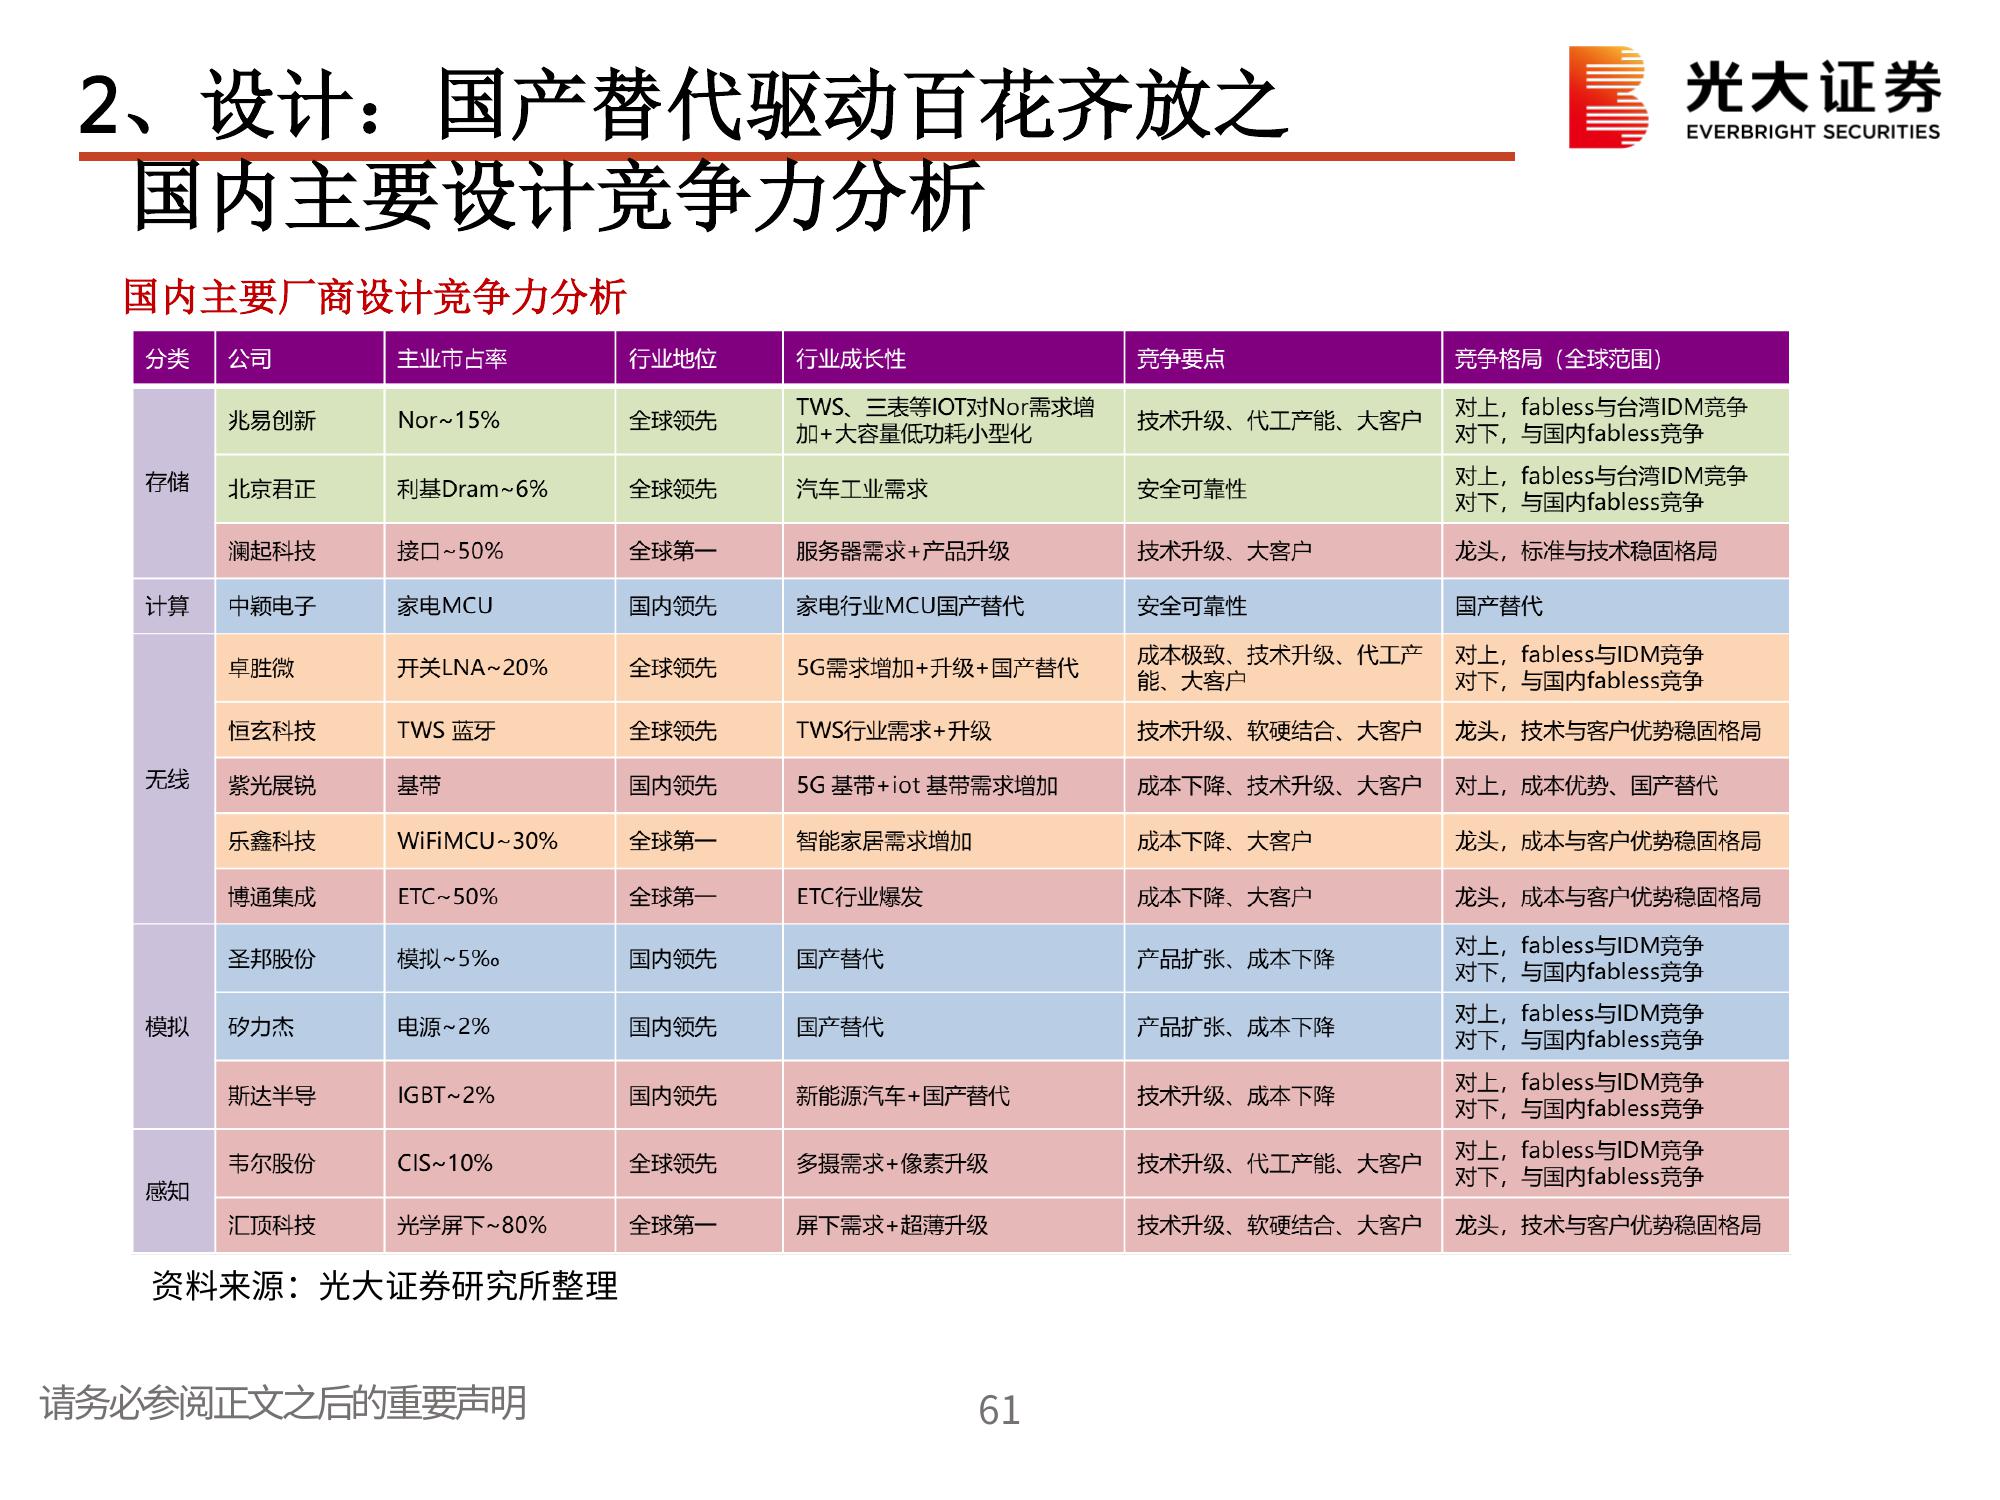 2、设计：国产替代驱动百花齐放之
国内主要设计竞争力分析
光大证券
EVERBRIGHT SECURITIES
国内主要厂商设计竞争力分析
分类 公司 主业市占率 行业地位 行业成长性 竞争要点 竞争格局（全球范围）
存储
兆易创新 Nor~15% 全球领先 TWS、三表等IOT对Nor需求增
加+大容量低功耗小型化 技术升级、代工产能、大客户 对上，fabless与台湾IDM竞争
对下，与国内fabless竞争
北京君正 利基Dram~6% 全球领先 汽车工业需求 安全可靠性 对上，fabless与台湾IDM竞争
对下，与国内fabless竞争
澜起科技 接口~50% 全球第一 服务器需求+产品升级 技术升级、大客户 龙头，标准与技术稳固格局
计算 中颖电子 家电MCU 国内领先 家电行业MCU国产替代 安全可靠性 国产替代
无线
卓胜微 开关LNA~20% 全球领先 5G需求增加+升级+国产替代 成本极致、技术升级、代工产
能、大客户 对上，fabless与IDM竞争
对下，与国内fabless竞争
恒玄科技 TWS 蓝牙 全球领先 TWS行业需求+升级 技术升级、软硬结合、大客户 龙头，技术与客户优势稳固格局
紫光展锐 基带 国内领先 5G 基带+iot 基带需求增加 成本下降、技术升级、大客户 对上，成本优势、国产替代
乐鑫科技 WiFiMCU~30% 全球第一 智能家居需求增加 成本下降、大客户 龙头，成本与客户优势稳固格局
博通集成 ETC~50% 全球第一 ETC行业爆发 成本下降、大客户 龙头，成本与客户优势稳固格局
模拟
圣邦股份 模拟~5‰ 国内领先 国产替代 产品扩张、成本下降 对上，fabless与IDM竞争
对下，与国内fabless竞争
矽力杰 电源~2% 国内领先 国产替代 产品扩张、成本下降 对上，fabless与IDM竞争
对下，与国内fabless竞争
斯达半导 IGBT~2% 国内领先 新能源汽车+国产替代 技术升级、成本下降 对上，fabless与IDM竞争
对下，与国内fabless竞争
感知
韦尔股份 CIS~10% 全球领先 多摄需求+像素升级 技术升级、代工产能、大客户 对上，fabless与IDM竞争
对下，与国内fabless竞争
汇顶科技 光学屏下~80% 全球第一 屏下需求+超薄升级 技术升级、软硬结合、大客户 龙头，技术与客户优势稳固格局
资料来源：光大证券研究所整理
请务必参阅正文之后的重要声明
61